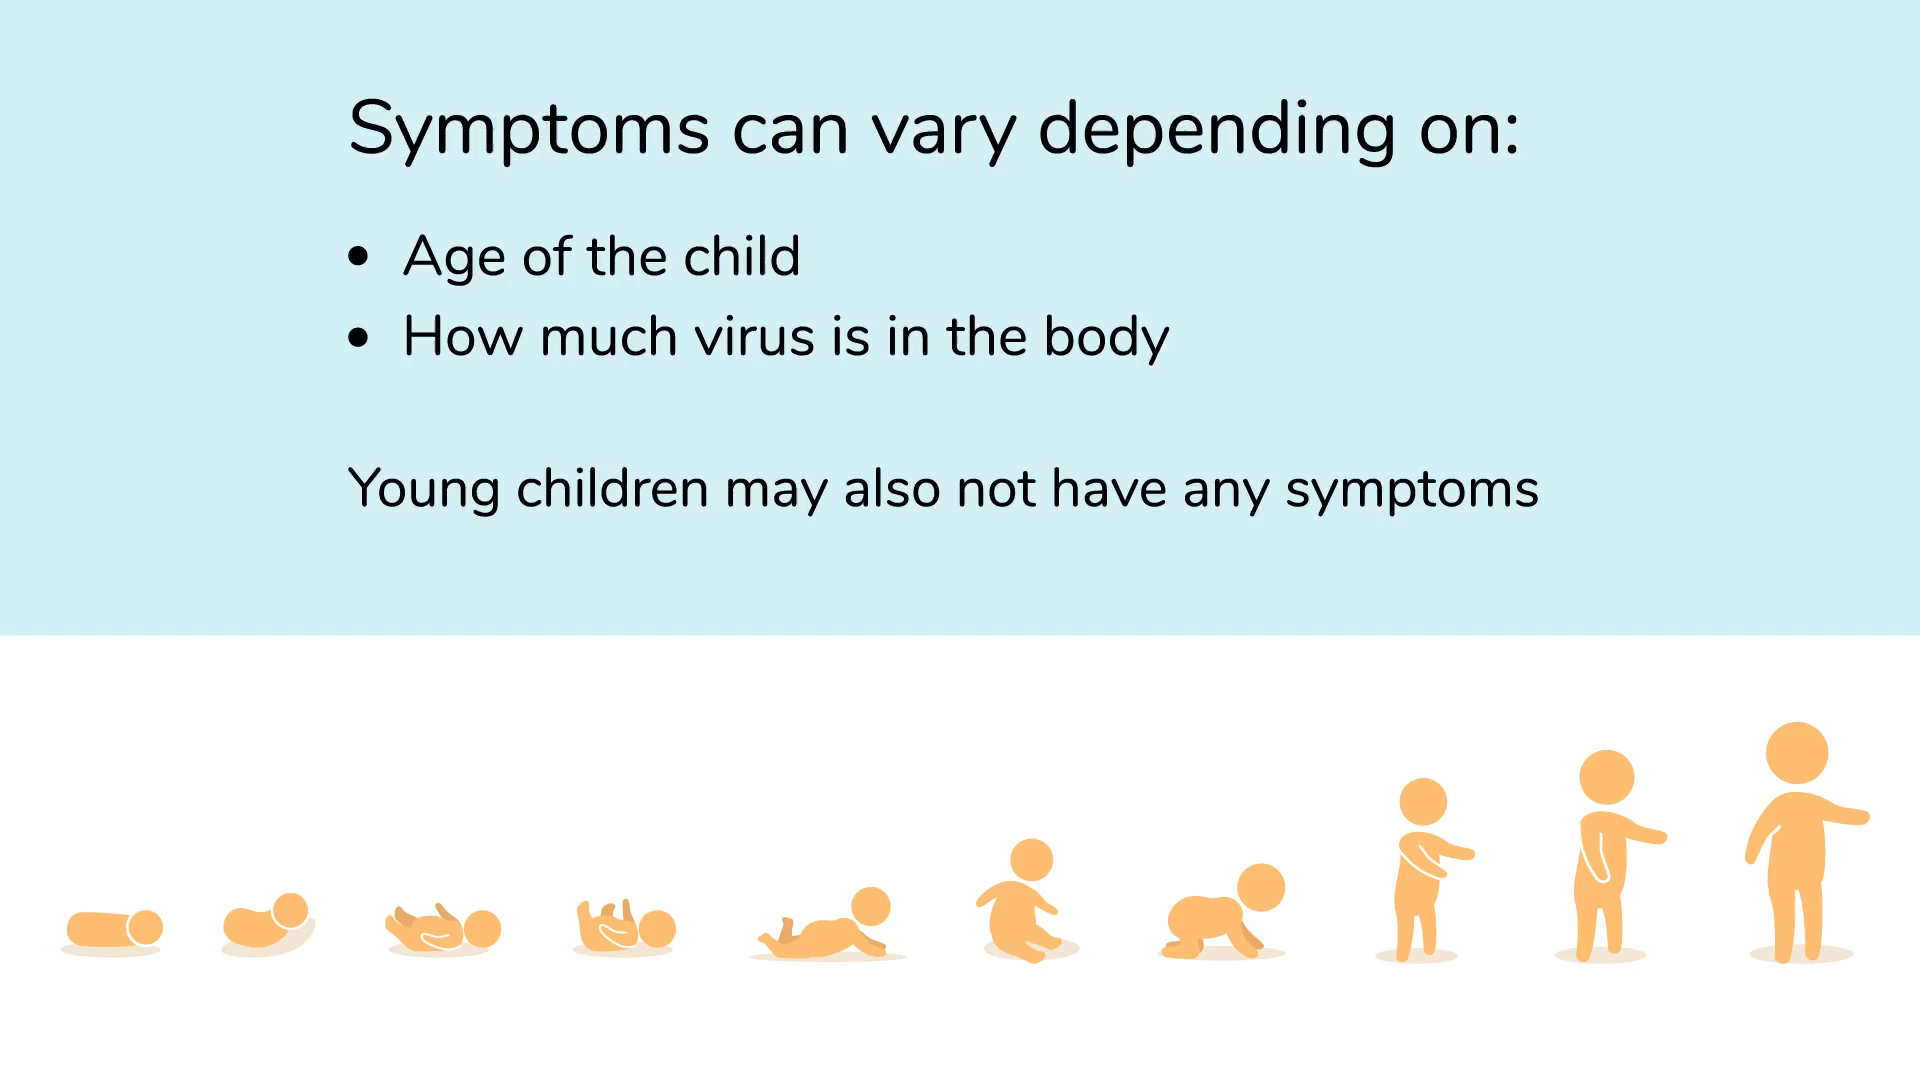 Symptoms can vary depending on:
• Age of the child
• How much virus is in the body
Young children may also not have any symptoms